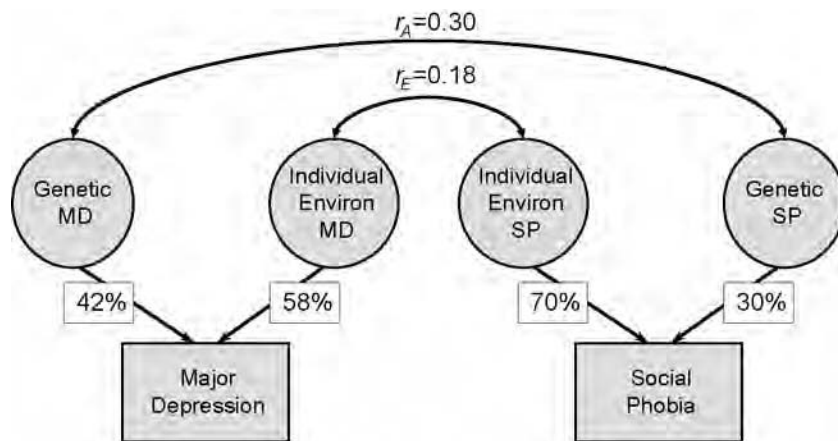 r_A=0.30
r_E=0.18
Genetic
MD
Individual
Environ
MD
Individual
Environ
SP
Genetic
SP
42%
58%
70%
30%
Major
Depression
Social
Phobia